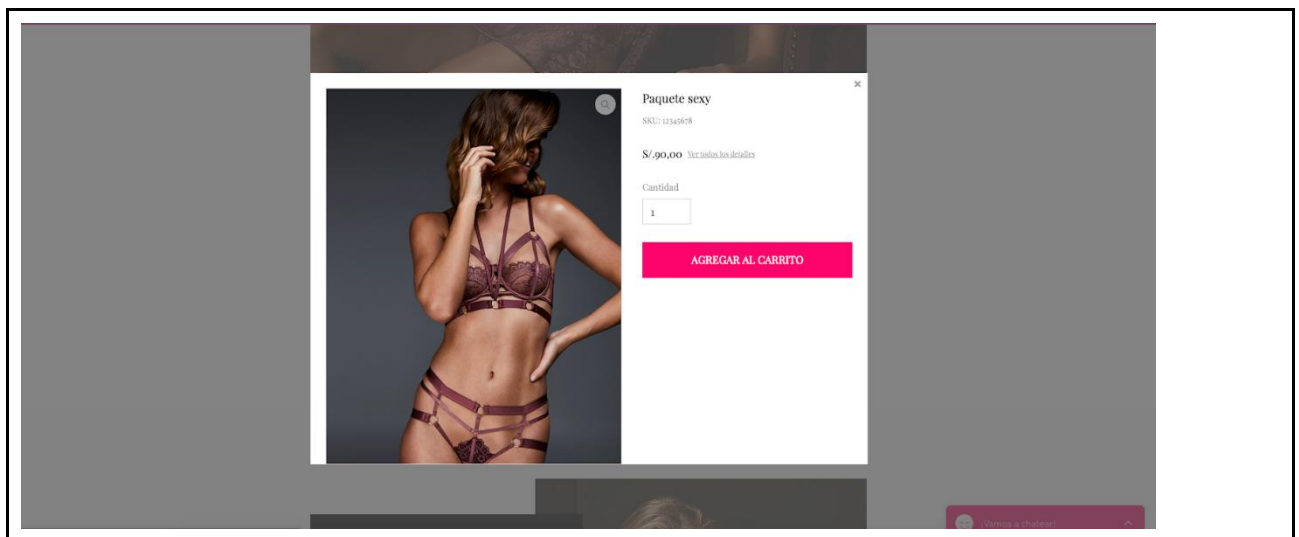 Paquete sexy
SKU: 12345678
S/.90,00 Ver todos los detalles
Cantidad
1
AGREGAR AL CARRITO
¡Vamos a chatear!